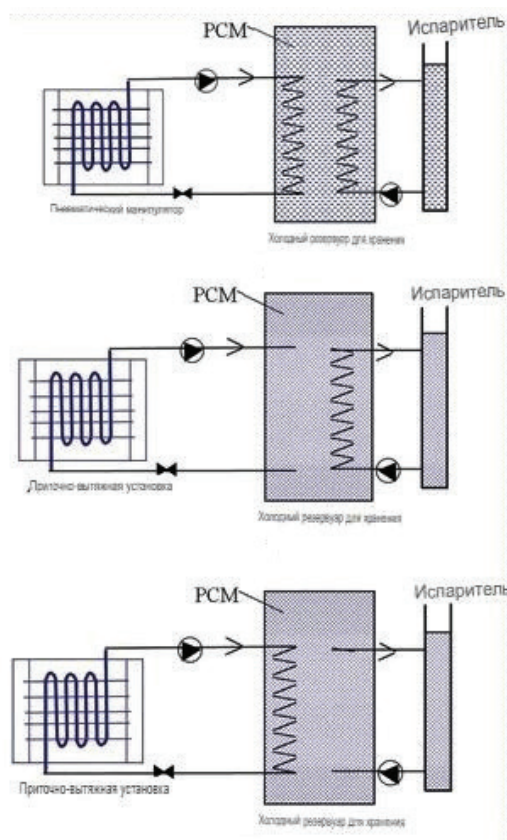 PCM
Испаритель
Пневматический манипулятор
Холодный резервуар для хранения
PCM
Испаритель
Приточно-вытяжная установка
Холодный резервуар для хранения
PCM
Испаритель
Приточно-вытяжная установка
Холодный резервуар для хранения